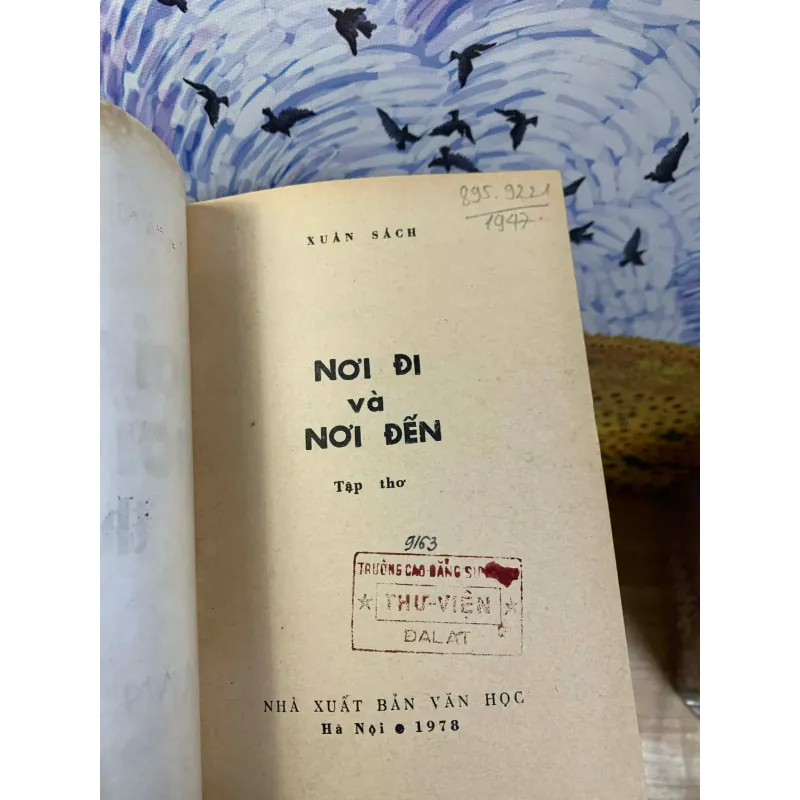 895.9221
1947.
XUÂN SÁCH
NƠI ĐI
và
NƠI ĐẾN
Tập thơ
9163
TRƯỜNG CAO ĐẲNG
THƯ-VIỆN
ĐALAT
NHÀ XUẤT BẢN VĂN HỌC
Hà Nội 1978